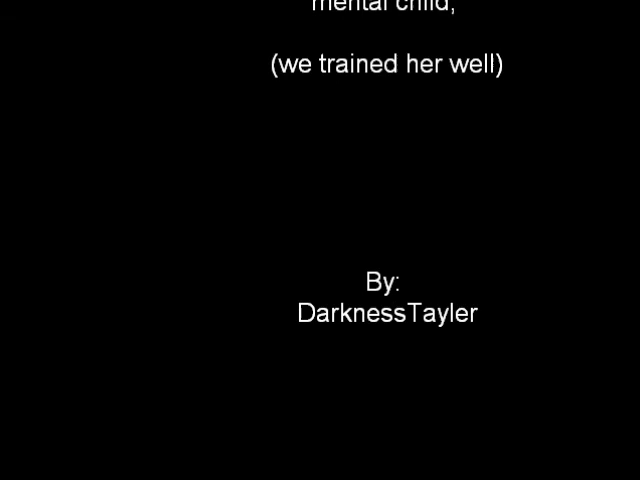 mental child,
(we trained her well)
By:
DarknessTayler